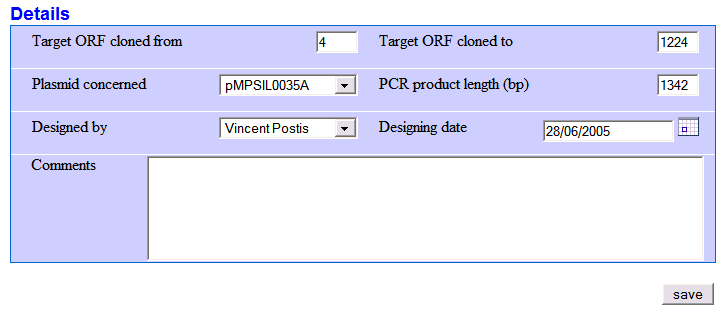 Details
Target ORF cloned from 4 Target ORF cloned to 1224
Plasmid concerned pMPSIL0035A PCR product length (bp) 1342
Designed by Vincent Postis Designing date 28/06/2005
Comments
save